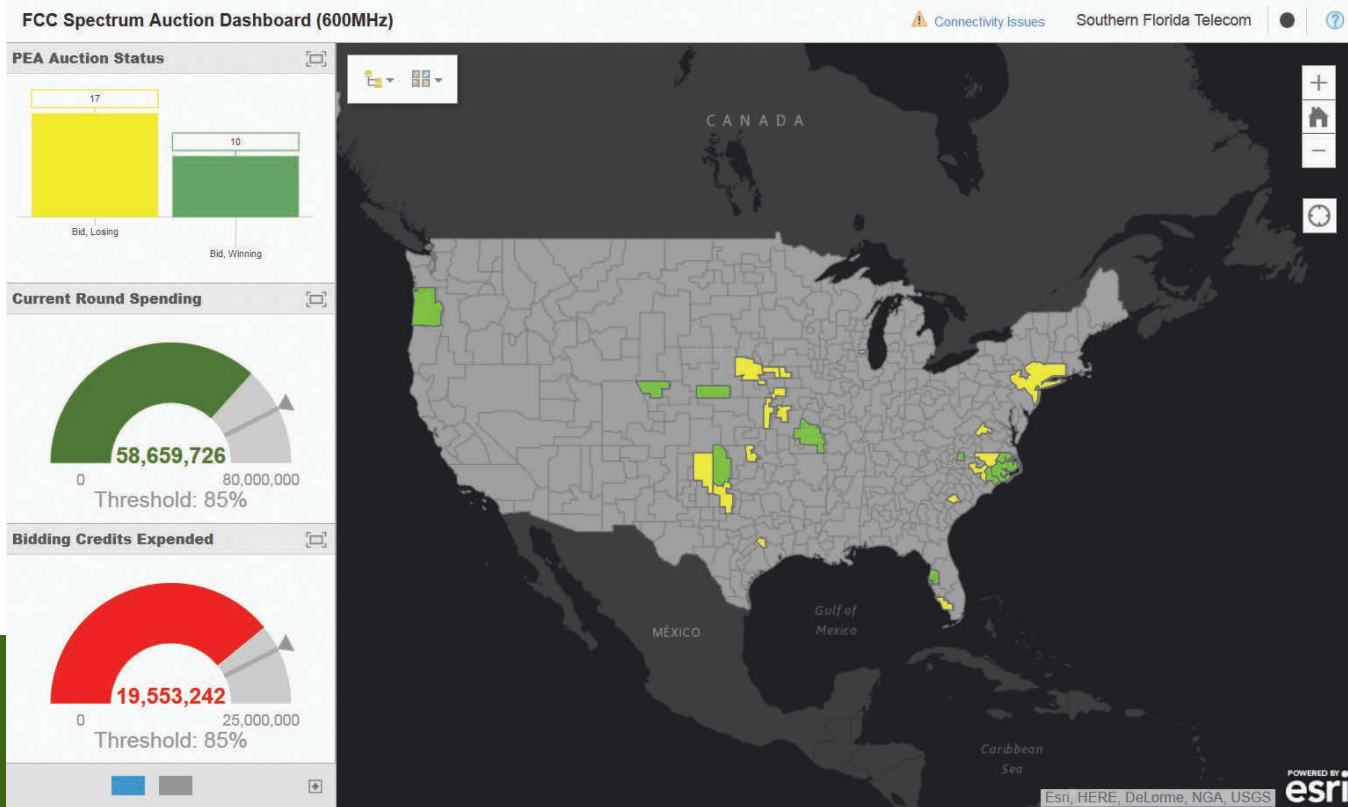 FCC Spectrum Auction Dashboard (600MHz)
Connectivity Issues
Southern Florida Telecom
?
PEA Auction Status
17
10
Bid, Losing
Bid, Winning
Current Round Spending
58,659,726
0
80,000,000
Threshold: 85%
Bidding Credits Expended
19,553,242
0
25,000,000
Threshold: 85%
CANADA
MÉXICO
Gulf of
Mexico
Caribbean
Sea
Esri, HERE, DeLorme, NGA, USGS
POWERED BY
esri